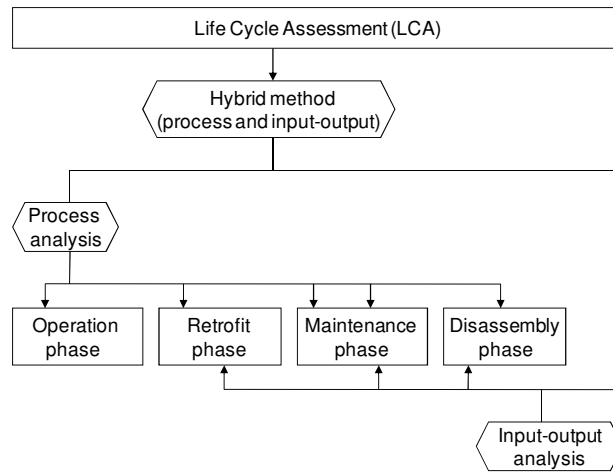 Life Cycle Assessment (LCA)
Hybrid method
(process and input-output)
Process
analysis
Operation
phase
Retrofit
phase
Maintenance
phase
Disassembly
phase
Input-output
analysis